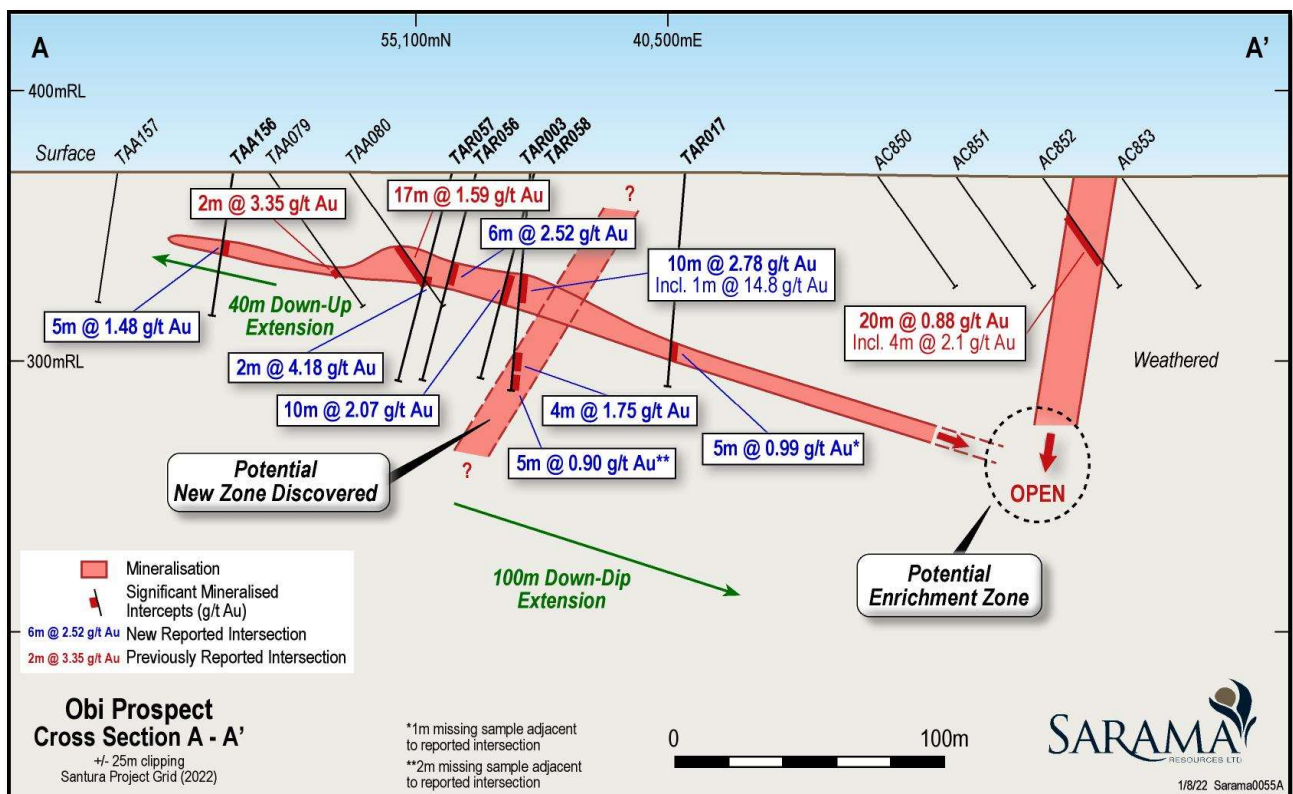 A
55,100mN
40,500mE
A'
400mRL
Surface
TAA157
TAA156
TAA079
TAA080
TAR057
TAR056
TAR003
TAR058
TAR017
AC850
AC851
AC852
AC853
2m @ 3.35 g/t Au
17m @ 1.59 g/t Au
?
6m @ 2.52 g/t Au
10m @ 2.78 g/t Au
Incl. 1m @ 14.8 g/t Au
40m Down-Up
Extension
5m @ 1.48 g/t Au
20m @ 0.88 g/t Au
Incl. 4m @ 2.1 g/t Au
300mRL
Weathered
2m @ 4.18 g/t Au
10m @ 2.07 g/t Au
4m @ 1.75 g/t Au
5m @ 0.99 g/t Au*
5m @ 0.90 g/t Au**
?
Potential
New Zone Discovered
OPEN
100m Down-Dip
Extension
Potential
Enrichment Zone
Mineralisation
Significant Mineralised
Intercepts (g/t Au)
6m @ 2.52 g/t Au New Reported Intersection
2m @ 3.35 g/t Au Previously Reported Intersection
Obi Prospect
Cross Section A - A'
+/- 25m clipping
Santura Project Grid (2022)
*1m missing sample adjacent
to reported intersection
**2m missing sample adjacent
to reported intersection
0
100m
SARAMA
RESOURCES LTD
1/8/22 Sarama0055A